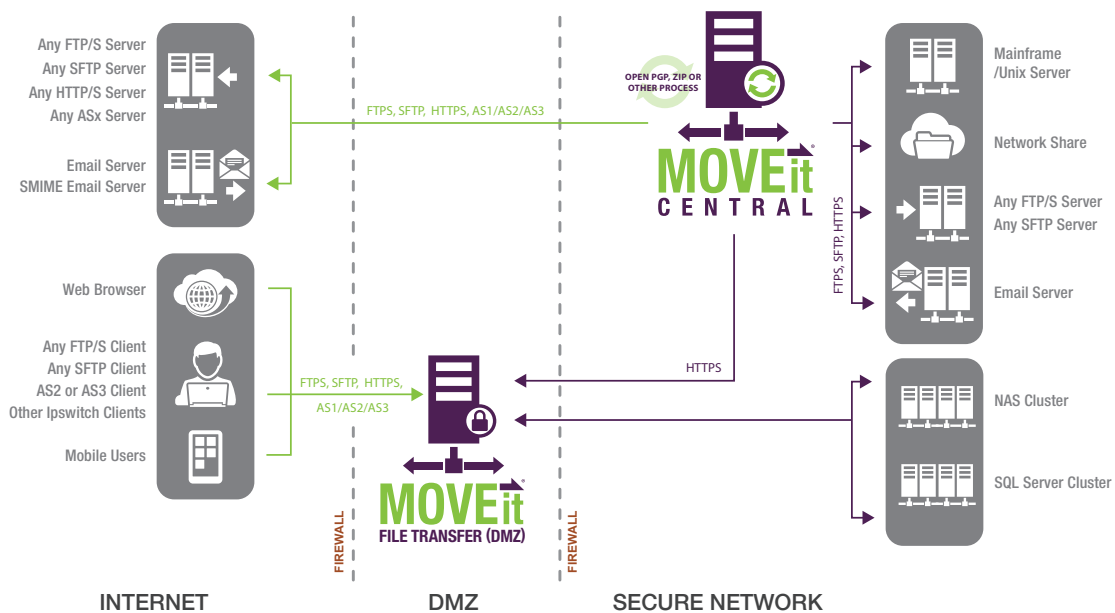 Any FTP/S Server
Any SFTP Server
Any HTTP/S Server
Any ASx Server
Email Server
SMIME Email Server
Web Browser
Any FTP/S Client
Any SFTP Client
AS2 or AS3 Client
Other Ipswitch Clients
Mobile Users
FTPS, SFTP, HTTPS, AS1/AS2/AS3
FTPS, SFTP, HTTPS,
AS1/AS2/AS3
OPEN PGP, ZIP OR
OTHER PROCESS
MOVEit®
CENTRAL
HTTPS
MOVEit®
FILE TRANSFER (DMZ)
FTPS, SFTP, HTTPS
Mainframe
/Unix Server
Network Share
Any FTP/S Server
Any SFTP Server
Email Server
NAS Cluster
SQL Server Cluster
FIREWALL
FIREWALL
INTERNET
DMZ
SECURE NETWORK